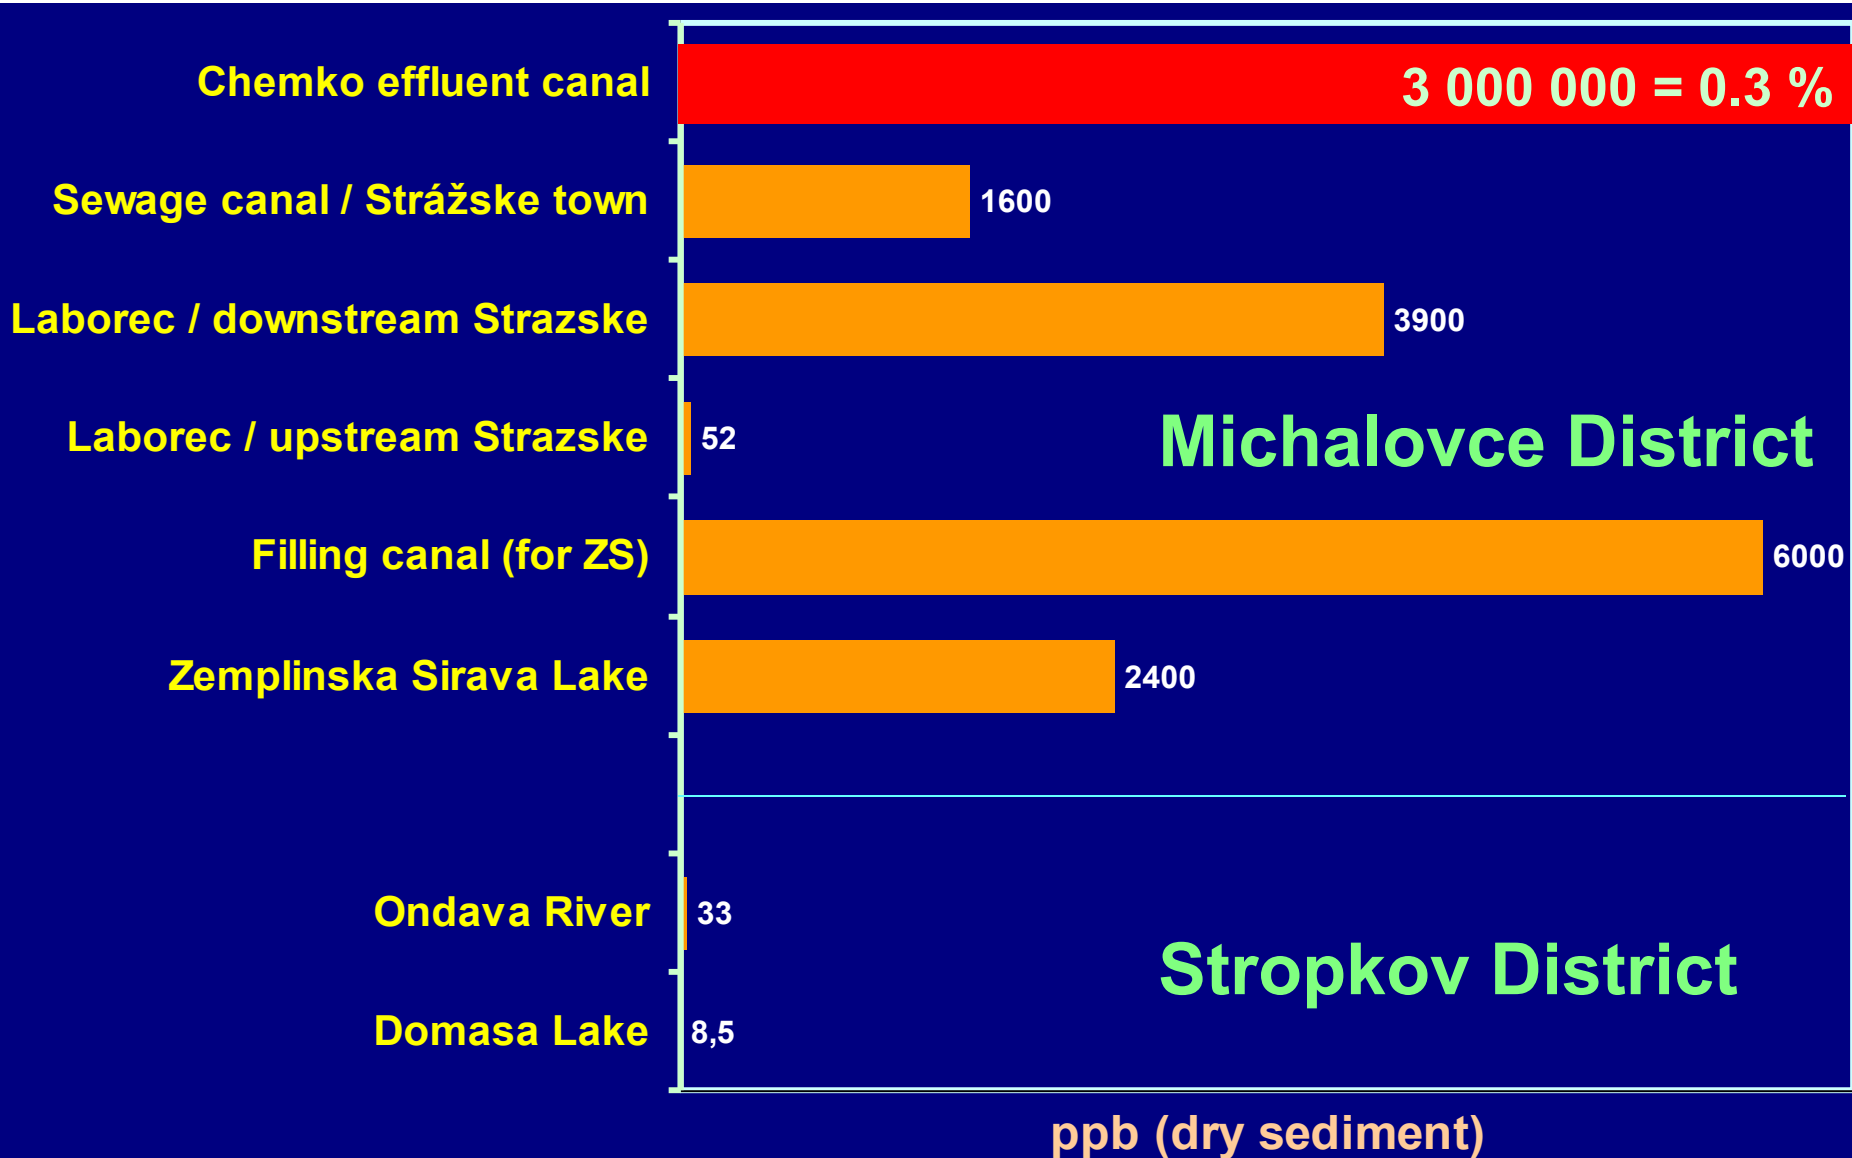 Chemko effluent canal
3 000 000 = 0.3 %
Sewage canal / Strážske town
1600
Laborec / downstream Strazske
3900
Laborec / upstream Strazske
52
Michalovce District
Filling canal (for ZS)
6000
Zemplinska Sirava Lake
2400
Ondava River
33
Stropkov District
Domasa Lake
8,5
ppb (dry sediment)